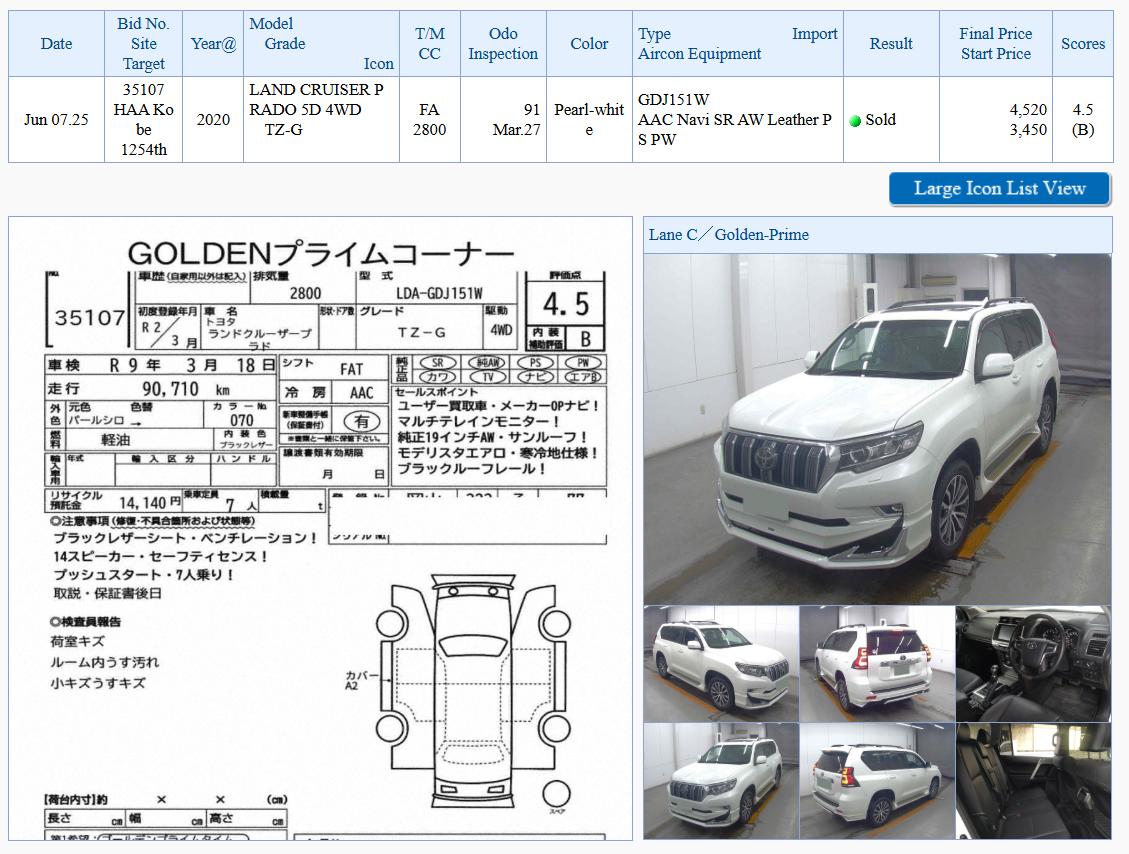 Date
Bid No.
Site
Target
Year@
Model
Grade
Icon
T/M
CC
Odo
Inspection
Color
Type Import
Aircon Equipment
Result
Final Price
Start Price
Scores
Jun 07.25
35107
HAA Ko
be
1254th
2020
LAND CRUISER P
RADO 5D 4WD
TZ-G
FA
2800
91
Mar.27
Pearl-whit
e
GDJ151W
AAC Navi SR AW Leather P
S PW
Sold
4,520
3,450
4.5
(B)
Large Icon List View
Lane C／Golden-Prime
GOLDENプライムコーナー
No.
35107
車歴(自家用以外は記入)
排気量
2800
型 式
LDA-GDJ151W
評価点
4.5
内装
補助評価
B
初度登録年月
R 2／3 月
車 名
トヨタ
ランドクルーザープ
ラド
形状・ドア数
グレード
TZ-G
駆動
4WD
車検 R 9 年 3 月 18 日
シフト FAT
走行 90,710 km
冷 房 AAC
純正品
SR 純AW PS PW
カワ TV ナビ エアB
外色
元色 色替
パールシロ →
カラーNo.
070
新車整備手帳
(保証書付)
有
※書類と一緒に保管下さい。
燃料
軽油
内装色
ブラックレザー
譲渡書類有効期限
月 日
輸入車用
年式
輸入区分
ハンドル
リサイクル
預託金
14,140 円
乗車定員
7 人
積載量
t
セールスポイント
ユーザー買取車・メーカーOPナビ！
マルチテレインモニター！
純正19インチAW・サンルーフ！
モデリスタエアロ・寒冷地仕様！
ブラックルーフレール！
◎注意事項(修復・不具合箇所および状態等)
ブラックレザーシート・ベンチレーション！
14スピーカー・セーフティセンス！
プッシュスタート・7人乗り！
取説・保証書後日
◎検査員報告
荷室キズ
ルーム内うす汚れ
小キズうすキズ
カバー
A2
スペア
【荷台内寸】約 × × (cm)
長さ cm 幅 cm 高さ cm